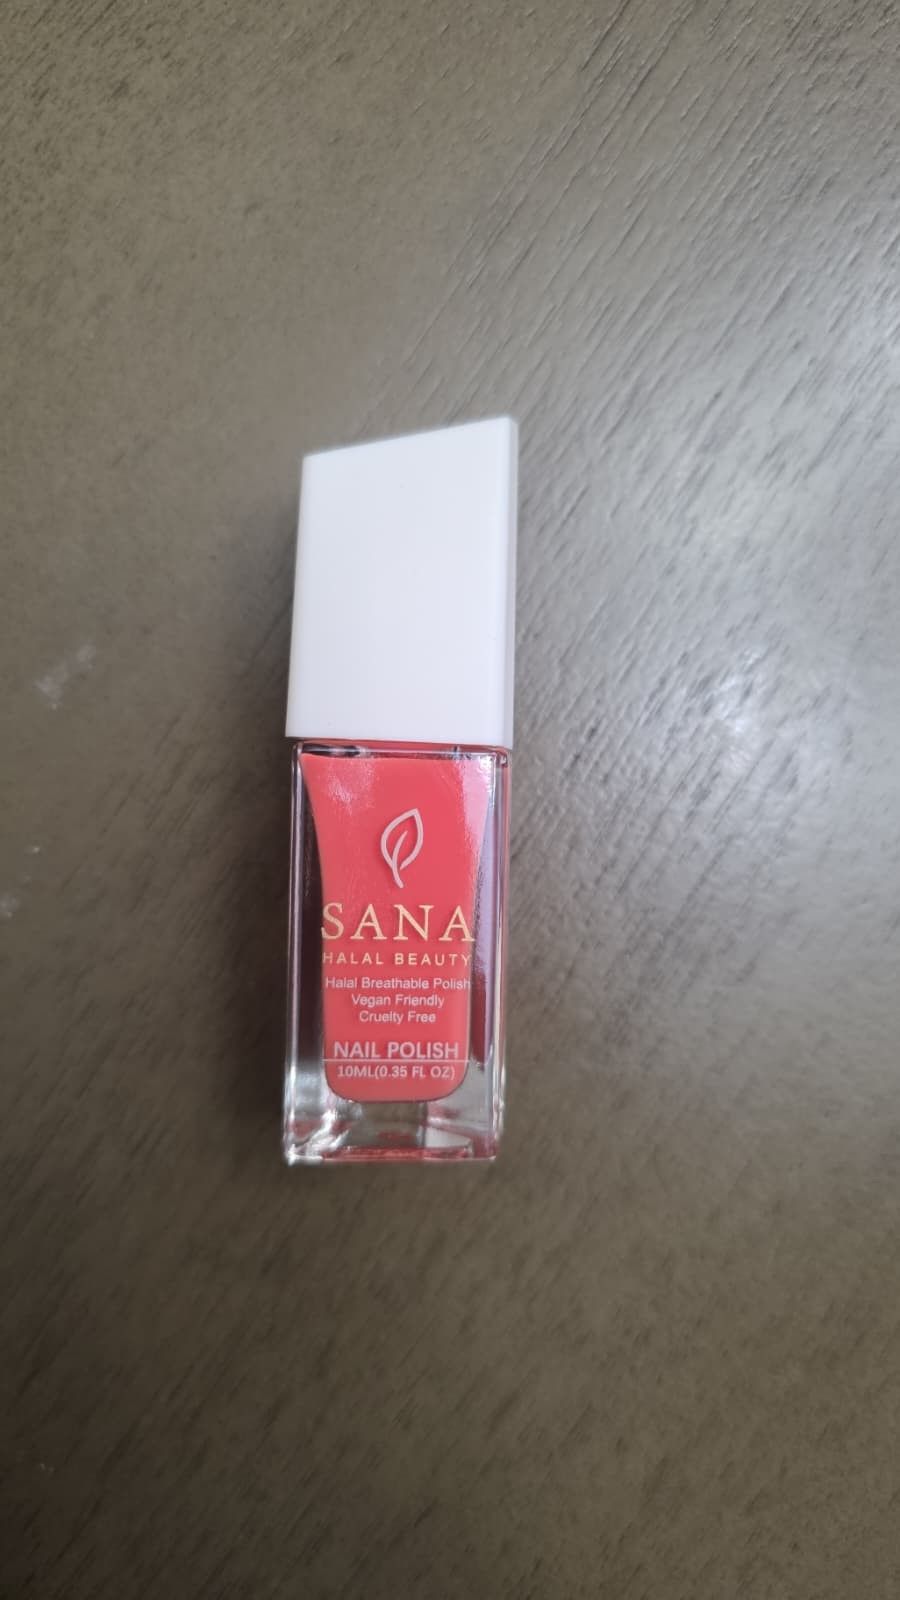 SANA
HALAL BEAUTY
Halal Breathable Polish
Vegan Friendly
Cruelty Free
NAIL POLISH
10ML(0.35 FL OZ)